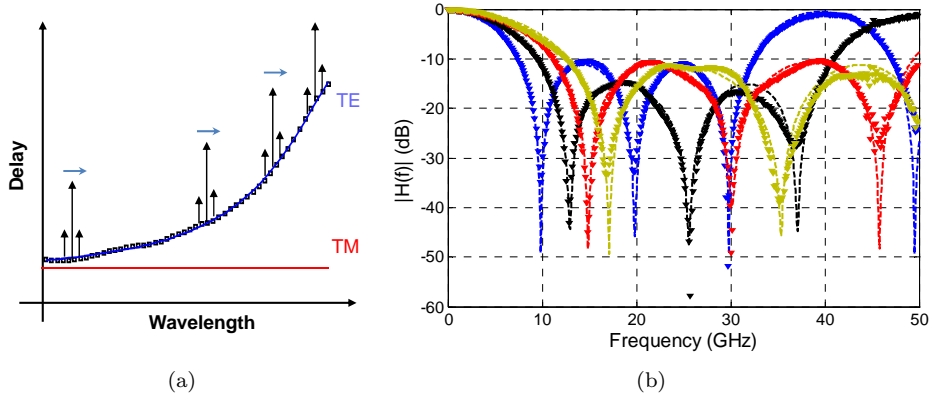 Delay
TE
TM
Wavelength
(a)
|H(f)| (dB)
0
-10
-20
-30
-40
-50
-60
0 10 20 30 40 50
Frequency (GHz)
(b)